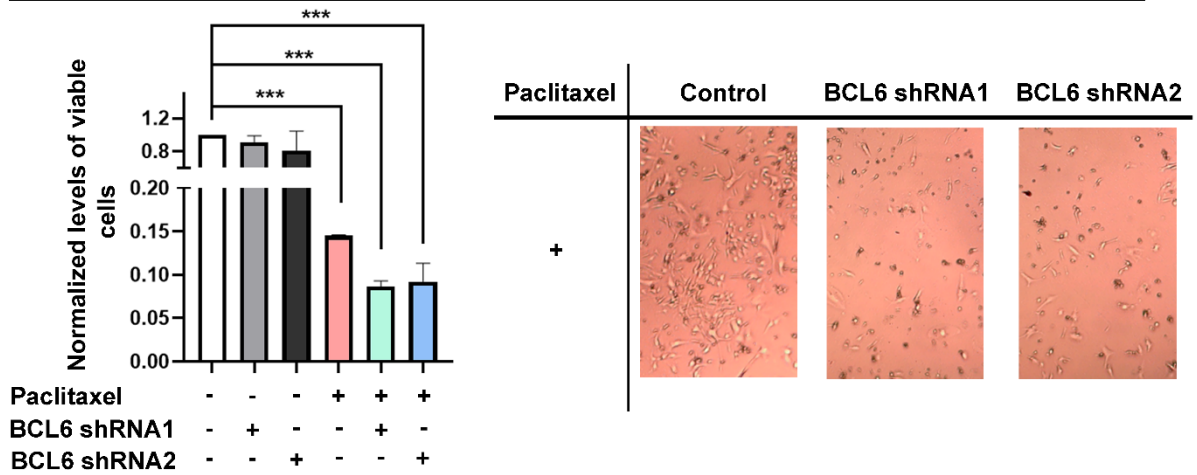 ***
***
***
Normalized levels of viable
cells
1.2
0.8
0.20
0.15
0.10
0.05
0.00
Paclitaxel - - - + + +
BCL6 shRNA1 - + - - + -
BCL6 shRNA2 - - + - - +
Paclitaxel Control BCL6 shRNA1 BCL6 shRNA2
+